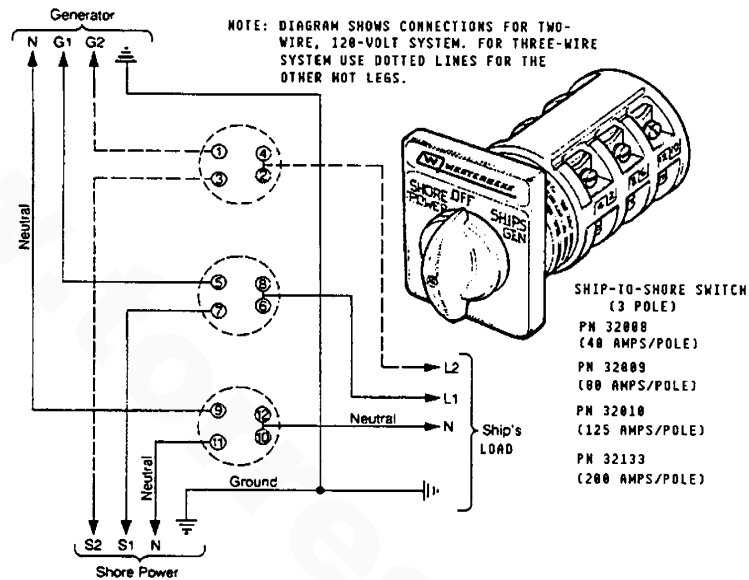 Generator
N G1 G2
NOTE: DIAGRAM SHOWS CONNECTIONS FOR TWO-
WIRE, 120-VOLT SYSTEM. FOR THREE-WIRE
SYSTEM USE DOTTED LINES FOR THE
OTHER HOT LEGS.
1 4
3 2
W WESTERBEKE
SHORE POWER
OFF
SHIPS GEN
Neutral
5 8
7 6
SHIP-TO-SHORE SWITCH
(3 POLE)
PN 32008
(40 AMPS/POLE)
PN 32009
(80 AMPS/POLE)
PN 32010
(125 AMPS/POLE)
PN 32133
(200 AMPS/POLE)
L2
L1
N
Ship's
LOAD
9 12
11 10
Neutral
Neutral
Ground
S2 S1 N
Shore Power